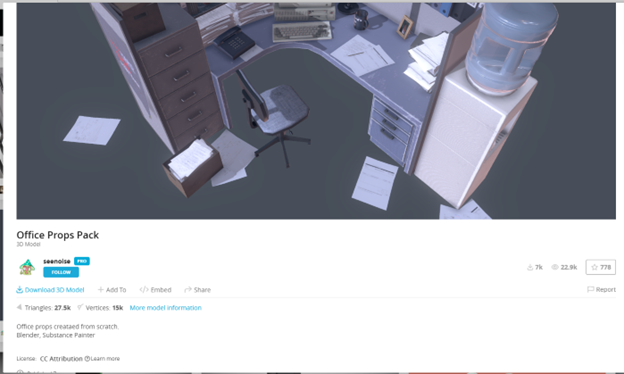 Office Props Pack
3D Model
seenoise PRO
FOLLOW
7k 22.9k 778
Download 3D Model + Add To </> Embed Share Report
Triangles: 27.5k Vertices: 15k More model information
Office props creataed from scratch.
Blender, Substance Painter
License: CC Attribution Learn more